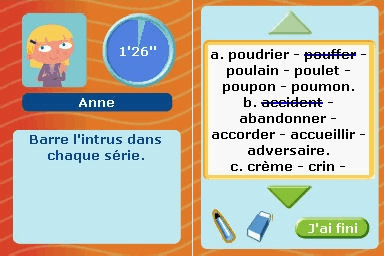 1'26''
Anne
Barre l'intrus dans
chaque série.
a. poudrier - pouffer -
poulain - poulet -
poupon - poumon.
b. accident -
abandonner -
accorder - accueillir -
adversaire.
c. crème - crin -
J'ai fini